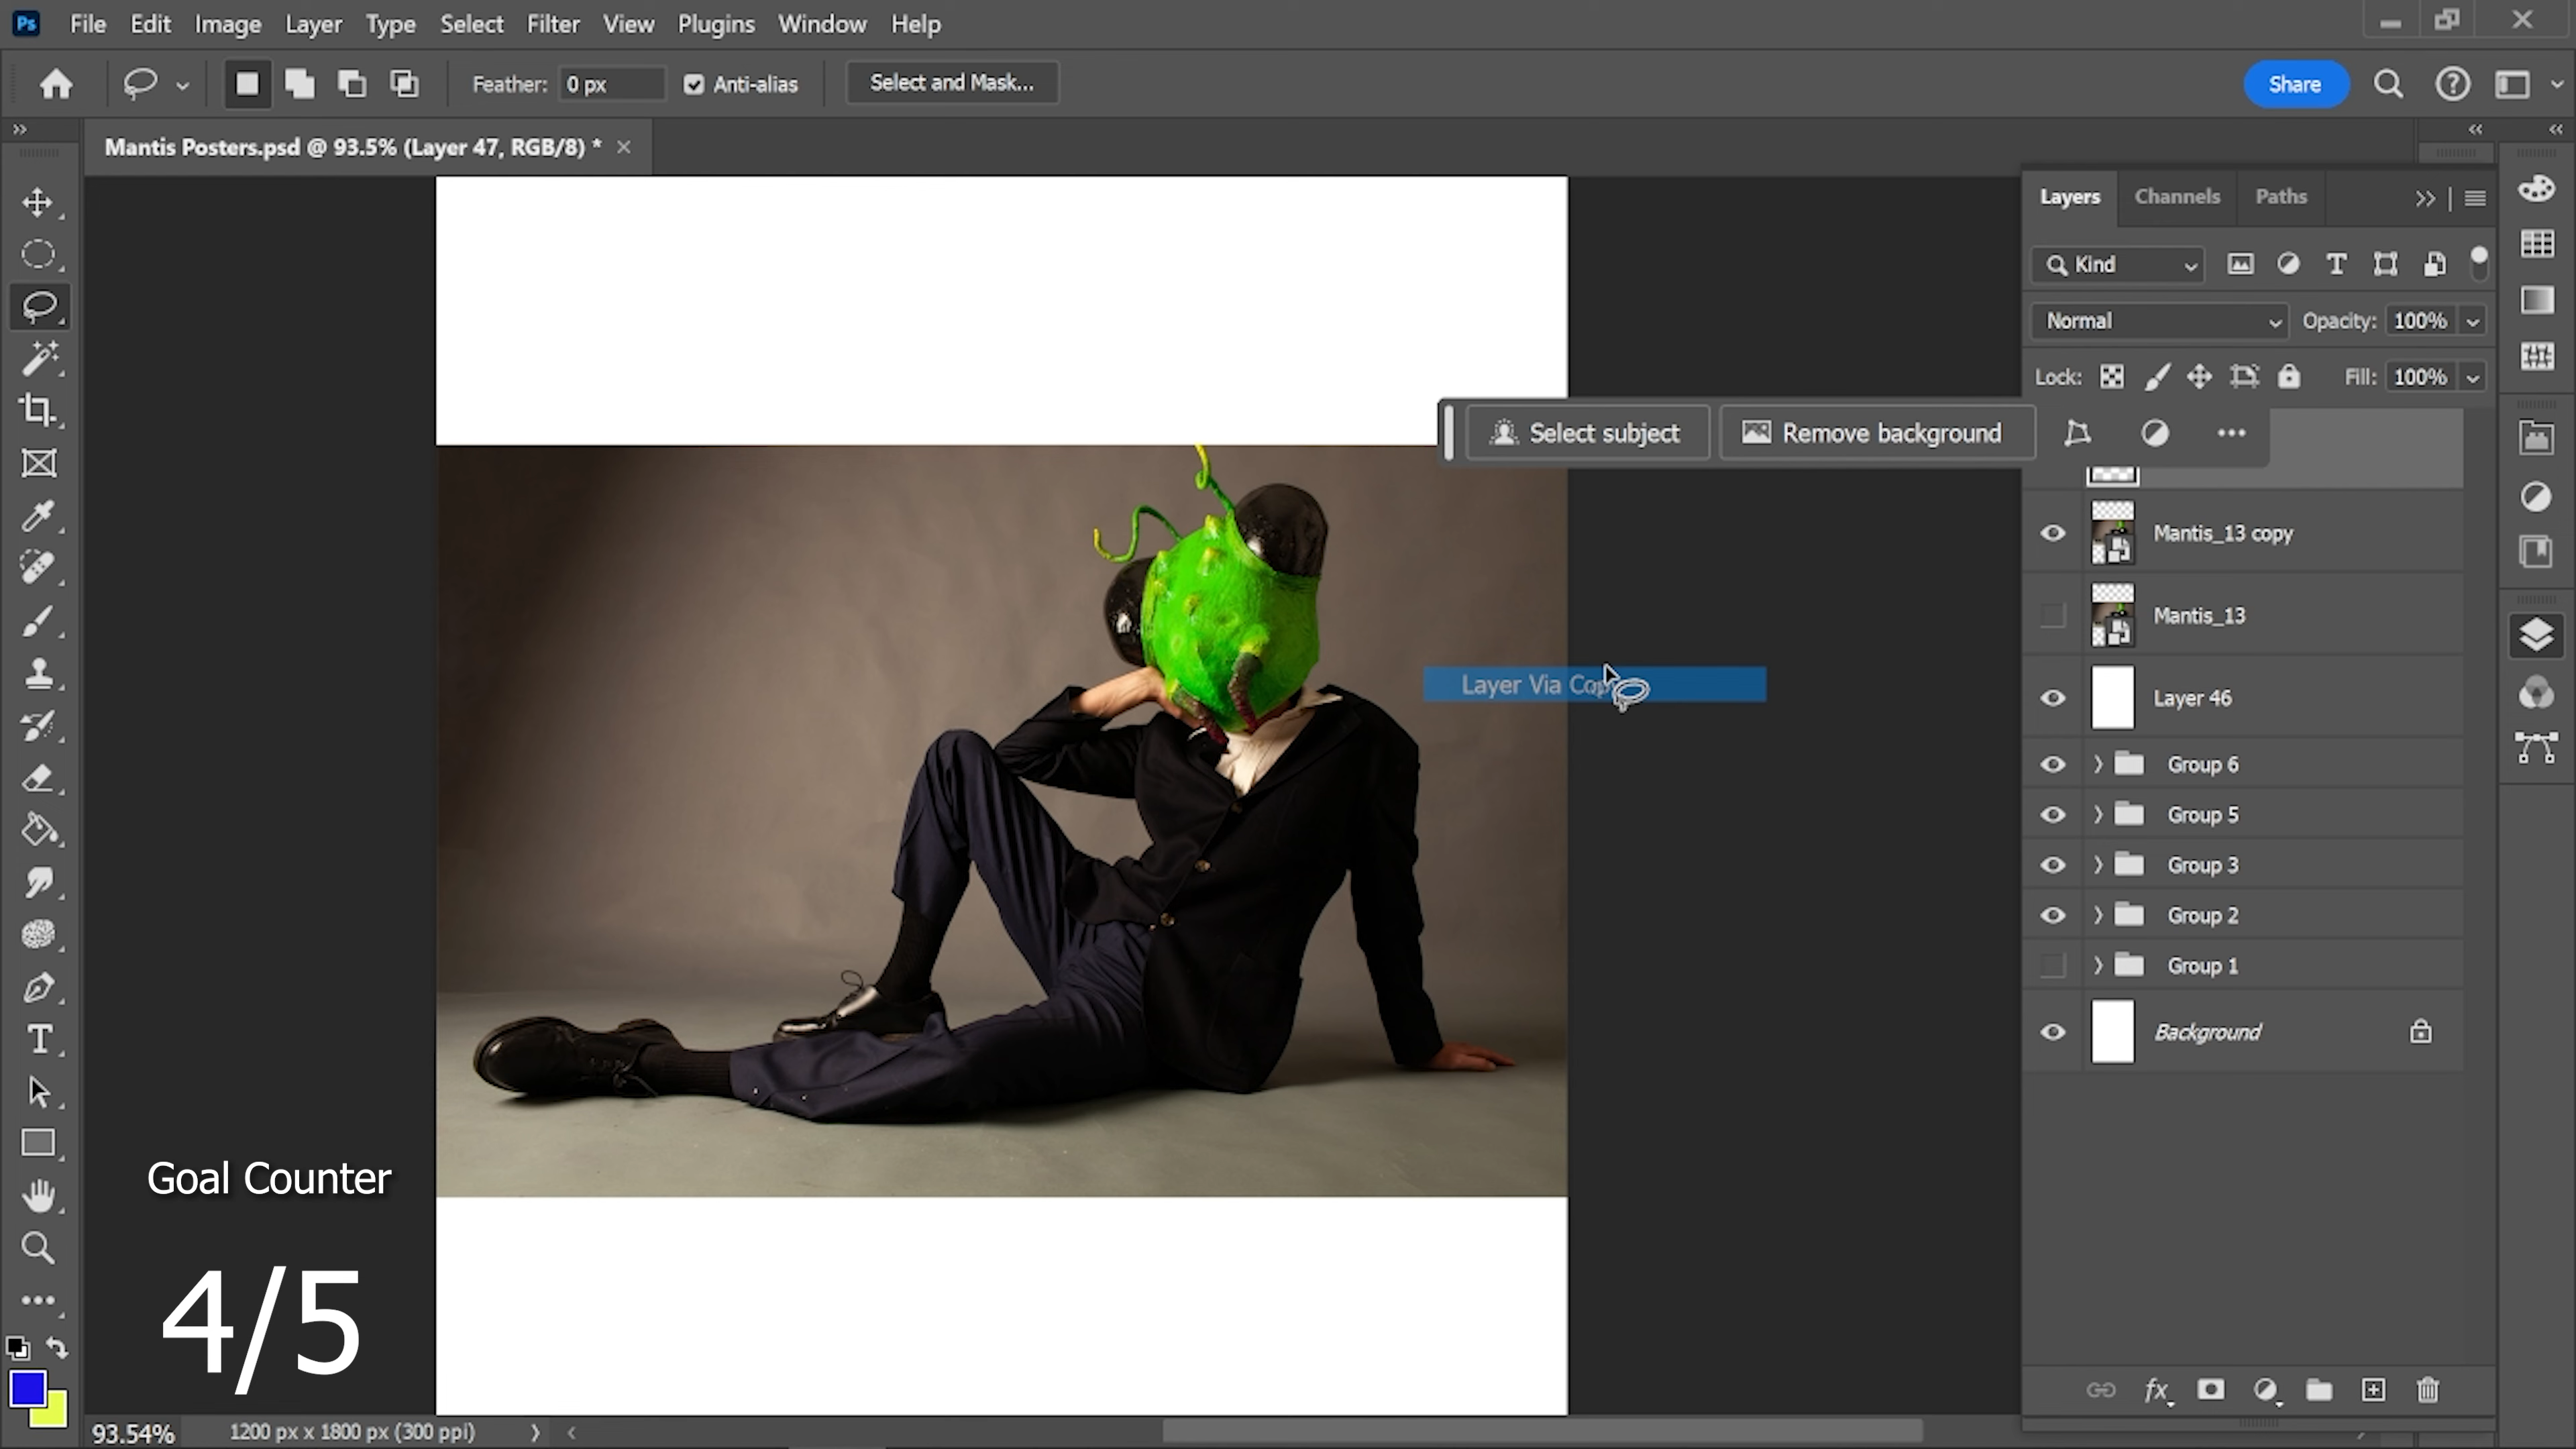 Ps File Edit Image Layer Type Select Filter View Plugins Window Help
Feather: 0 px Anti-alias Select and Mask... Share
Mantis Posters.psd @ 93.5% (Layer 47, RGB/8) *
Layers Channels Paths
Kind
Normal Opacity: 100%
Lock: Fill: 100%
Select subject Remove background
Mantis_13 copy
Mantis_13
Layer Via Copy
Layer 46
Group 6
Group 5
Group 3
Group 2
Group 1
Background
Goal Counter
4/5
fx
93.54% 1200 px x 1800 px (300 ppi)